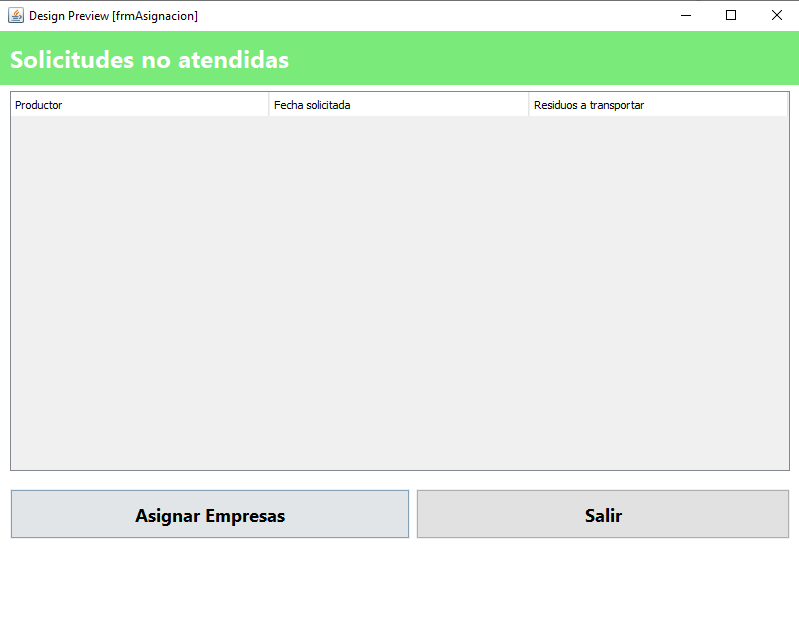 Design Preview [frmAsignacion]
Solicitudes no atendidas
Productor Fecha solicitada Residuos a transportar
Asignar Empresas Salir